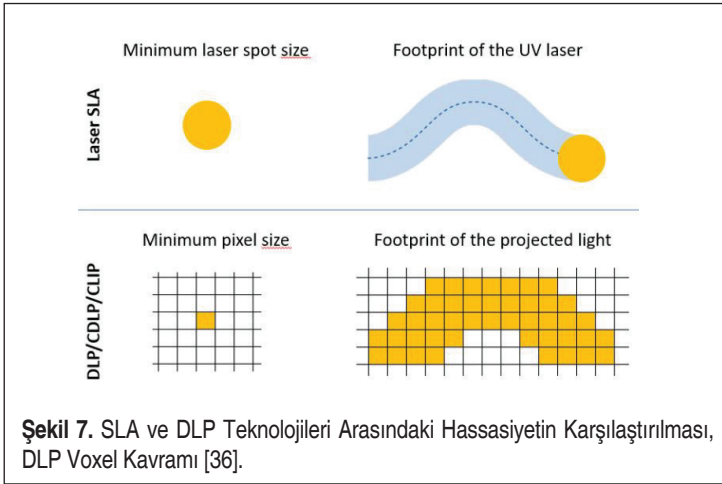 Minimum laser spot size
Footprint of the UV laser
Laser SLA
Minimum pixel size
Footprint of the projected light
DLP/CDLP/CLIP
Şekil 7. SLA ve DLP Teknolojileri Arasındaki Hassasiyetin Karşılaştırılması,
DLP Voxel Kavramı [36].